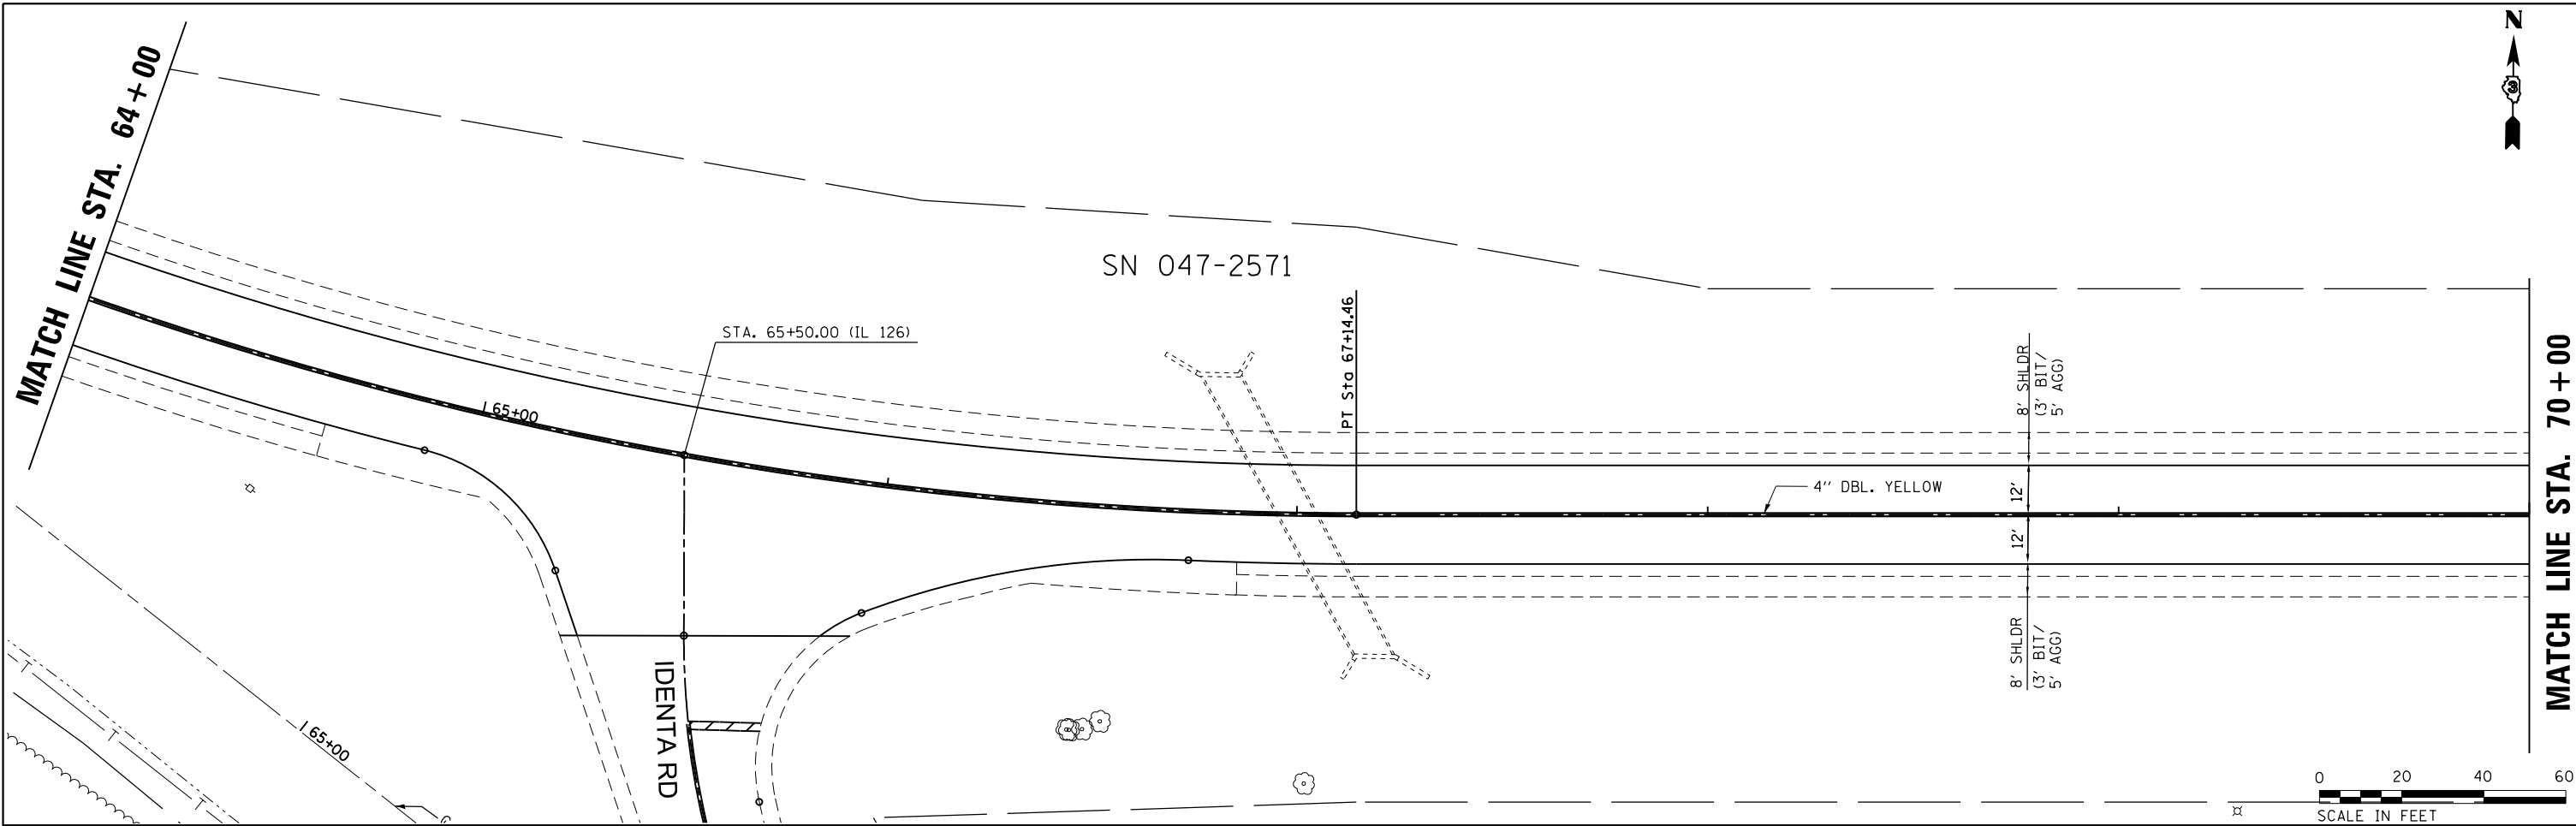 N
3
MATCH LINE STA. 64+00
SN 047-2571
STA. 65+50.00 (IL 126)
PT Sta 67+14.46
8' SHLDR
(3' BIT/
5' AGG)
65+00
4" DBL. YELLOW
12'
12'
8' SHLDR
(3' BIT/
5' AGG)
MATCH LINE STA. 70+00
IDENTA RD
65+00
0 20 40 60
SCALE IN FEET